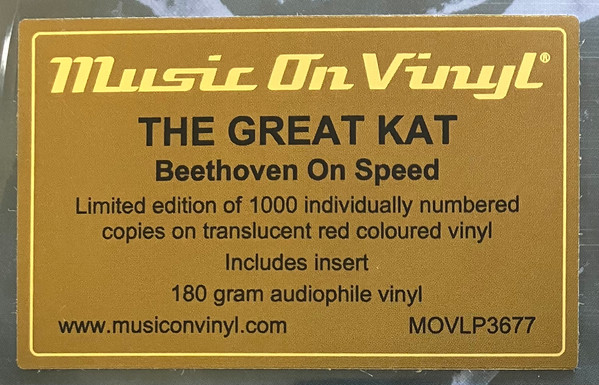 Music On Vinyl®
THE GREAT KAT
Beethoven On Speed
Limited edition of 1000 individually numbered
copies on translucent red coloured vinyl
Includes insert
180 gram audiophile vinyl
www.musiconvinyl.com MOVLP3677